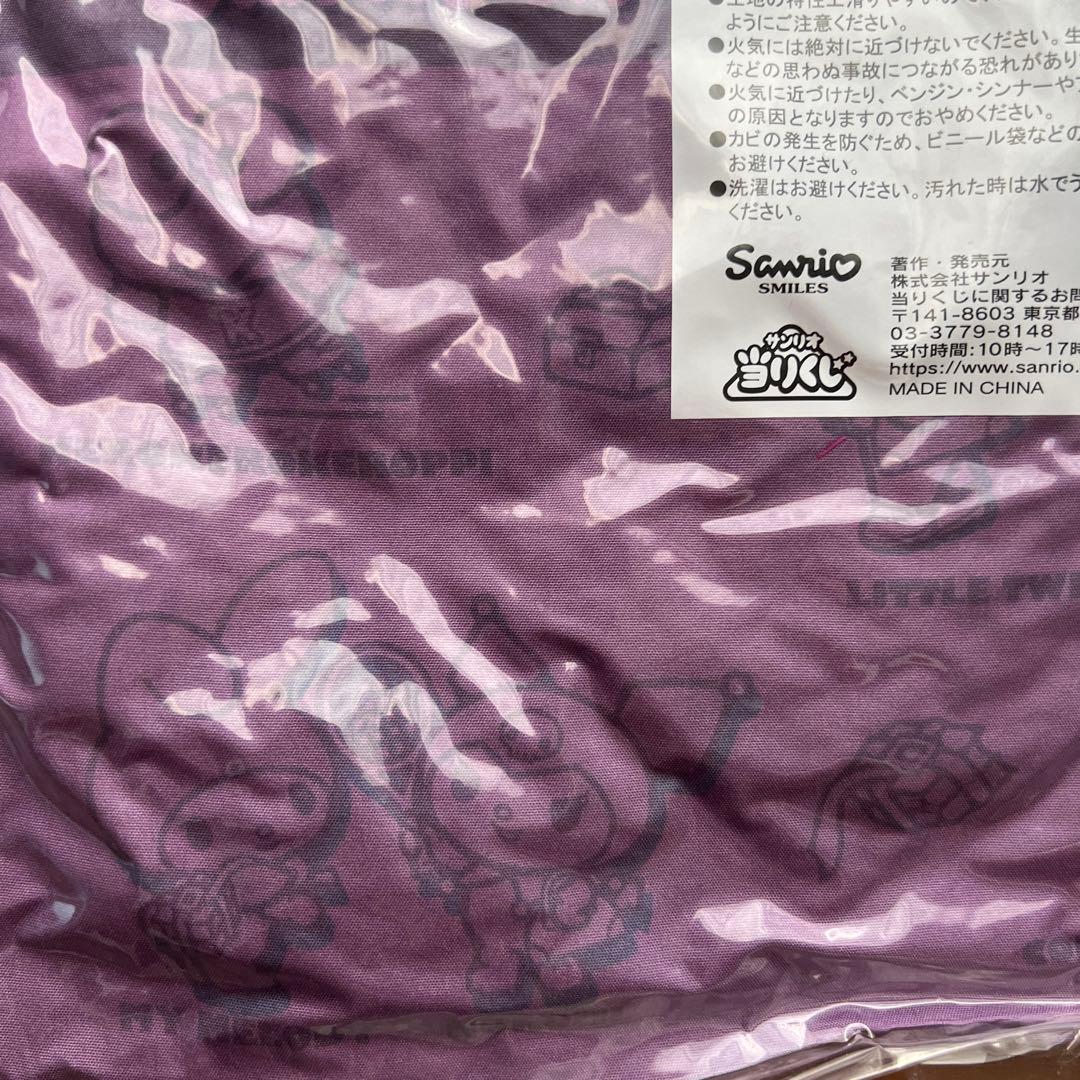 ようにご注意ください。
●火気には絶対に近づけないでください。生
などの思わぬ事故につながる恐れがあり
●火気に近づけたり、ベンジン・シンナーや
の原因となりますのでおやめください。
●カビの発生を防ぐため、ビニール袋などの
お避けください。
●洗濯はお避けください。汚れた時は水でう
ください。
Sanrio
SMILES
サンリオ
当りくじ
著作・発売元
株式会社サンリオ
当りくじに関するお問
〒141-8603 東京都
03-3779-8148
受付時間:10時～17時
https://www.sanrio.
MADE IN CHINA
LITTLE TW
MY